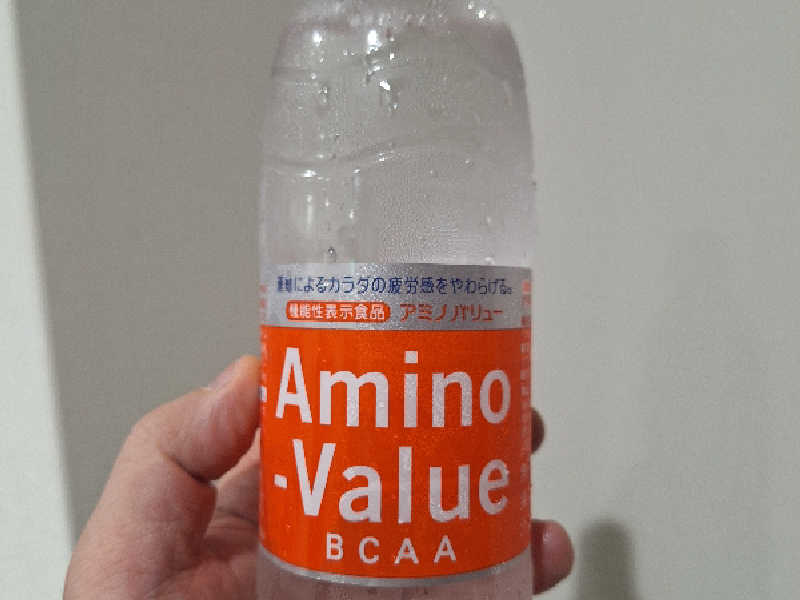 運動によるカラダの疲労感をやわらげる。
機能性表示食品 アミノバリュー
Amino
-Value
BCAA